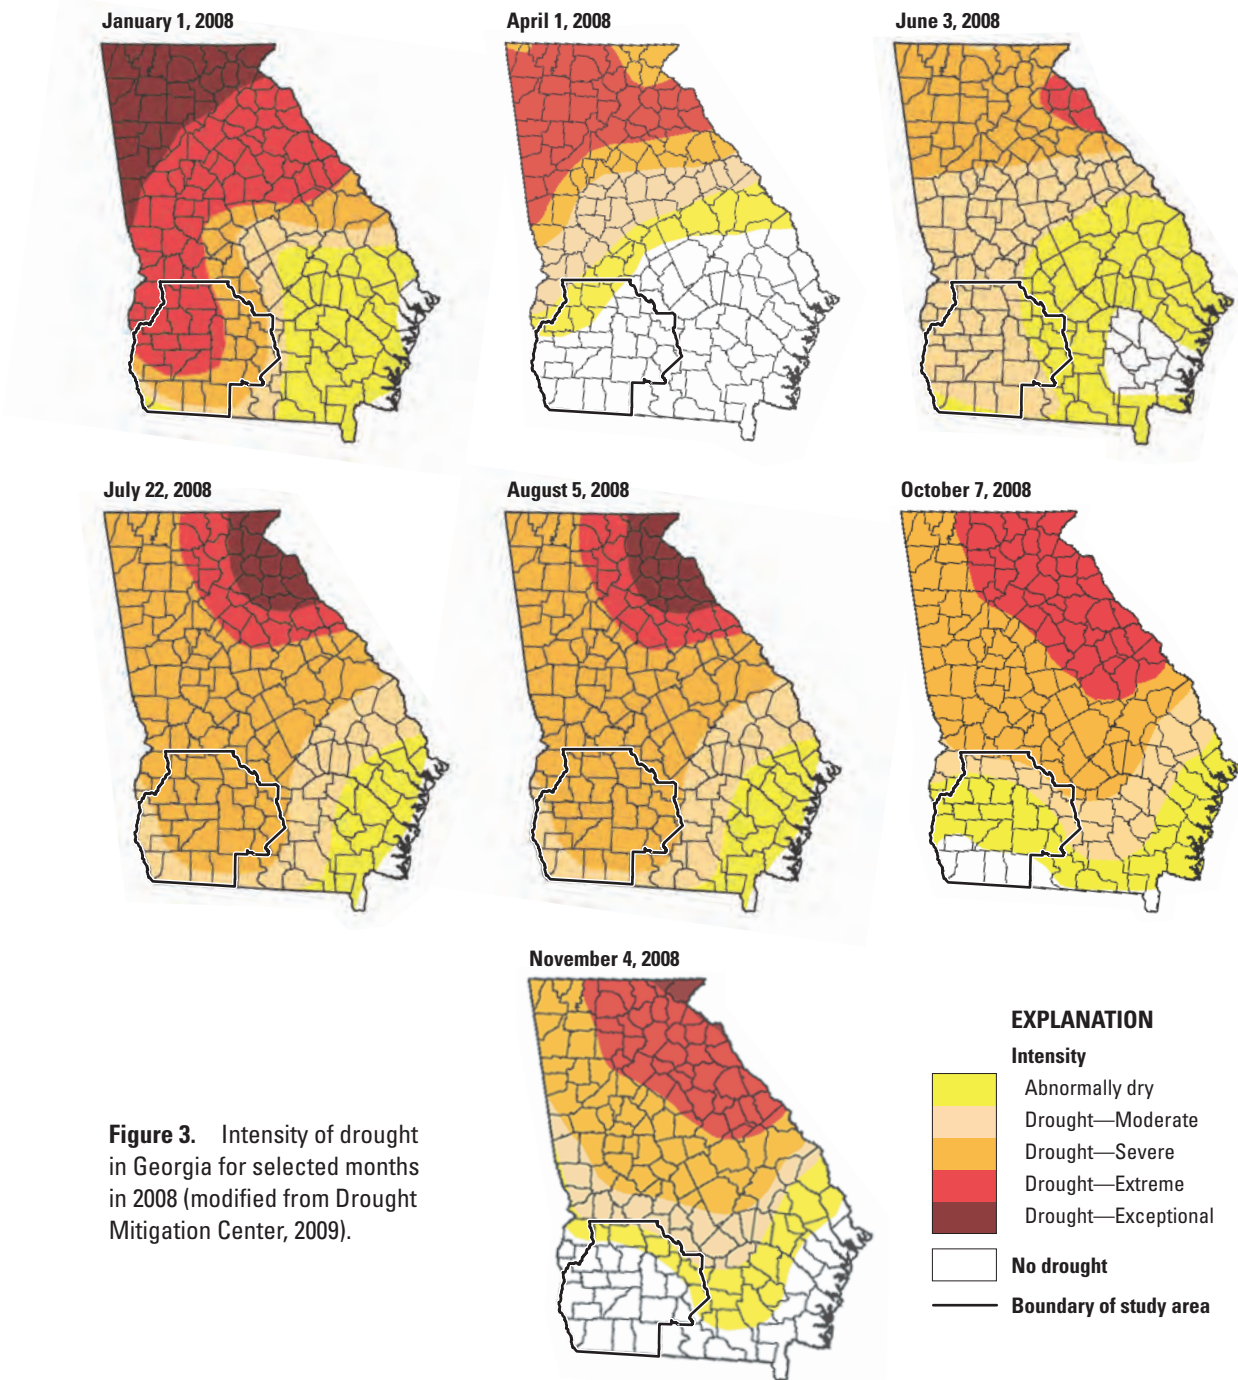 January 1, 2008
April 1, 2008
June 3, 2008
July 22, 2008
August 5, 2008
October 7, 2008
November 4, 2008
EXPLANATION
Intensity
Abnormally dry
Drought—Moderate
Drought—Severe
Drought—Extreme
Drought—Exceptional
No drought
Boundary of study area
Figure 3. Intensity of drought
in Georgia for selected months
in 2008 (modified from Drought
Mitigation Center, 2009).